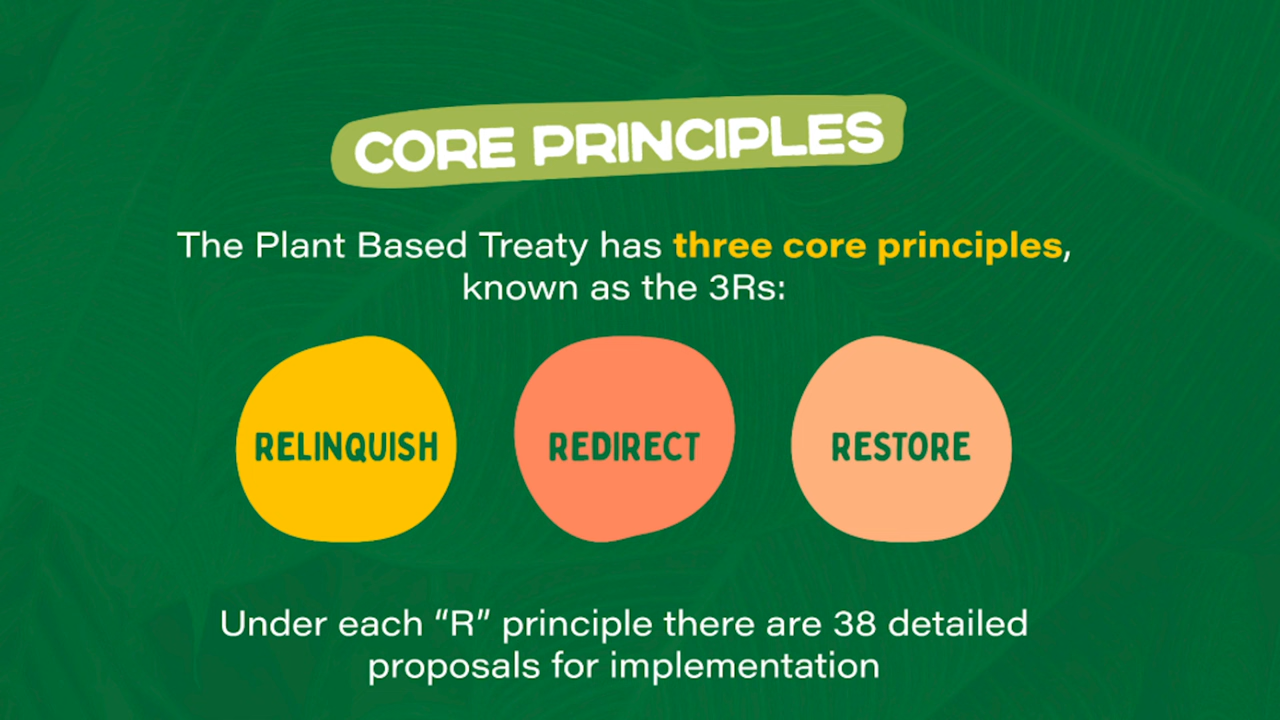 CORE PRINCIPLES
The Plant Based Treaty has three core principles,
known as the 3Rs:
RELINQUISH
REDIRECT
RESTORE
Under each “R” principle there are 38 detailed
proposals for implementation